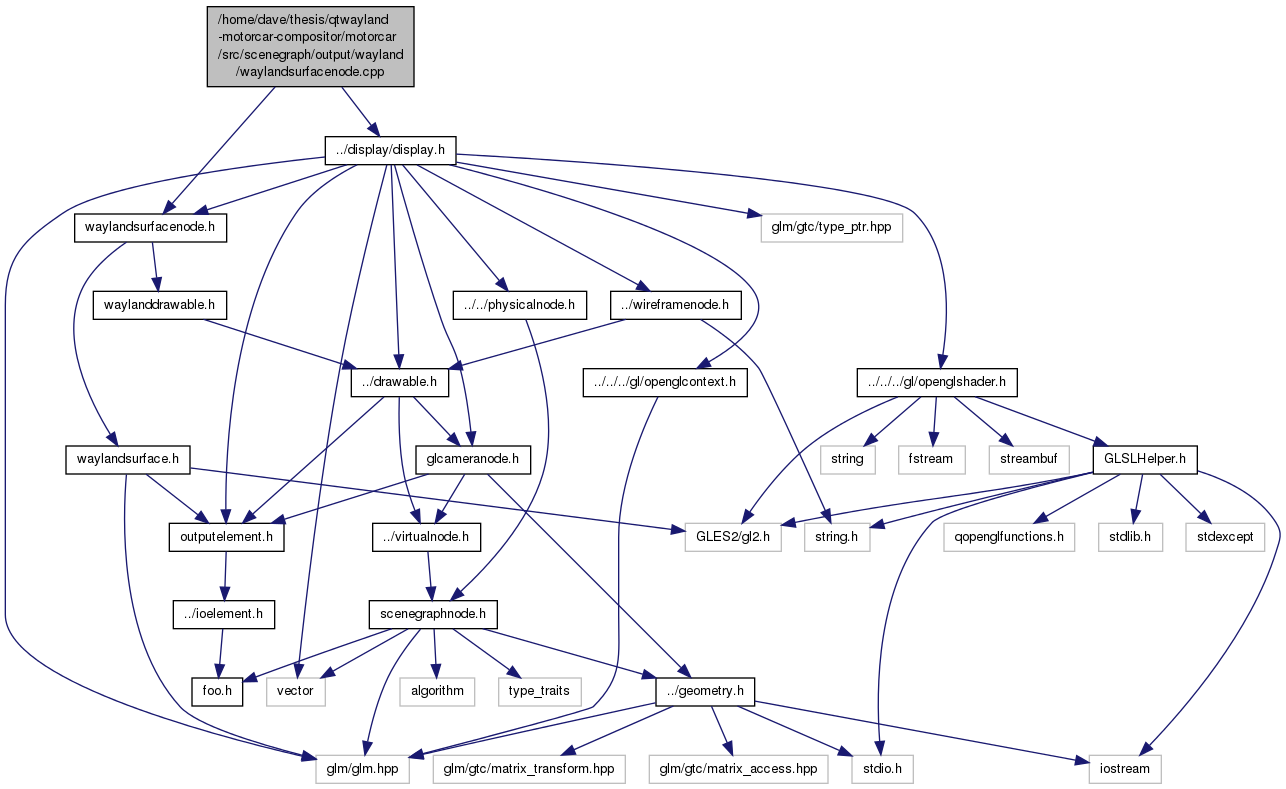 /home/dave/thesis/qtwayland
-motorcar-compositor/motorcar
/src/scenegraph/output/wayland
/waylandsurfacenode.cpp
../display/display.h
waylandsurfacenode.h
glm/gtc/type_ptr.hpp
waylanddrawable.h
../../physicalnode.h
../wireframenode.h
../drawable.h
../../../gl/openglcontext.h
../../../gl/openglshader.h
waylandsurface.h
glcameranode.h
string
fstream
streambuf
GLSLHelper.h
outputelement.h
../virtualnode.h
GLES2/gl2.h
string.h
qopenglfunctions.h
stdlib.h
stdexcept
../ioelement.h
scenegraphnode.h
foo.h
vector
algorithm
type_traits
../geometry.h
glm/glm.hpp
glm/gtc/matrix_transform.hpp
glm/gtc/matrix_access.hpp
stdio.h
iostream